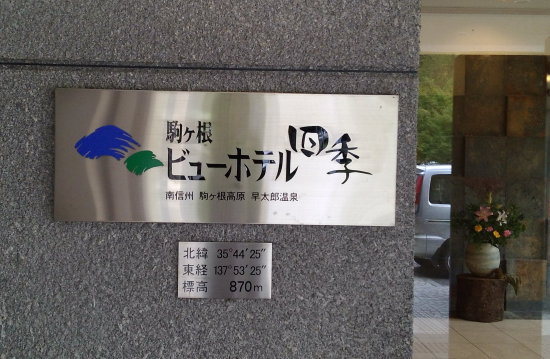 駒ヶ根
ビューホテル四季
南信州 駒ヶ根高原 早太郎温泉
北緯 35°44′25″
東経 137°53′25″
標高 870m